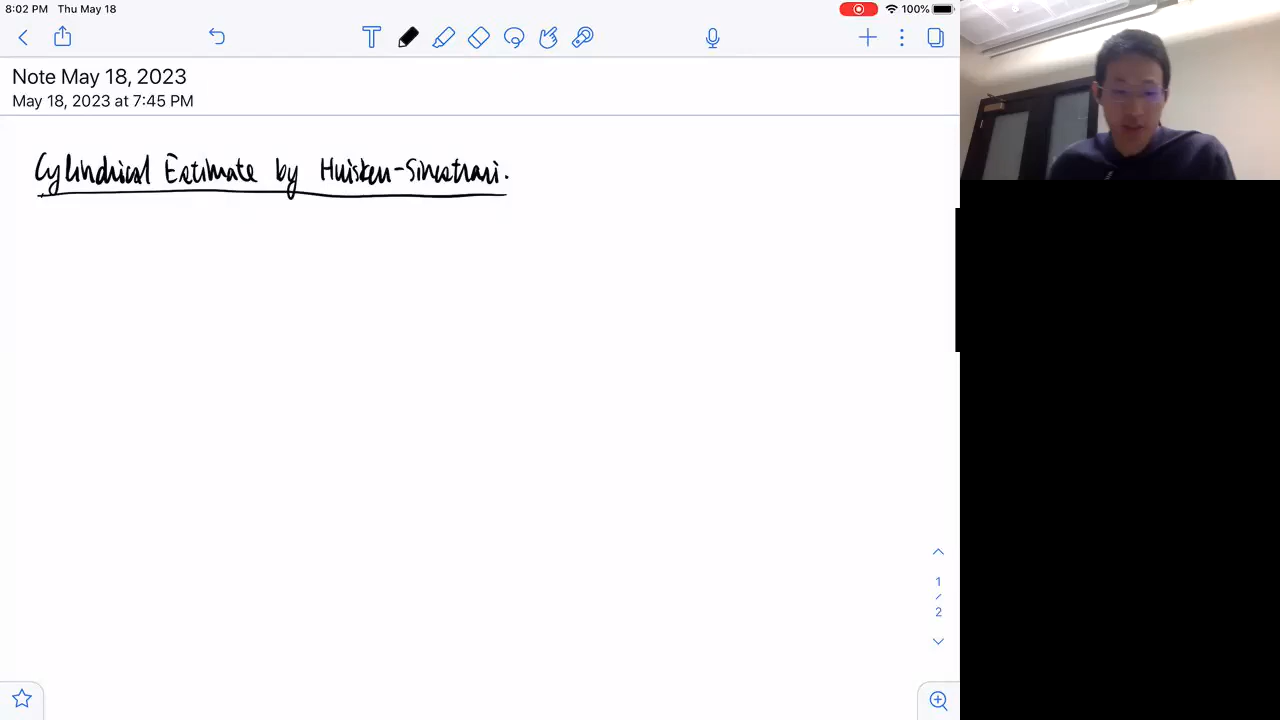 8:02 PM Thu May 18
100%
T
Note May 18, 2023
May 18, 2023 at 7:45 PM
Cylindrical Estimate by Huisken-Sinestrari.
1
/
2